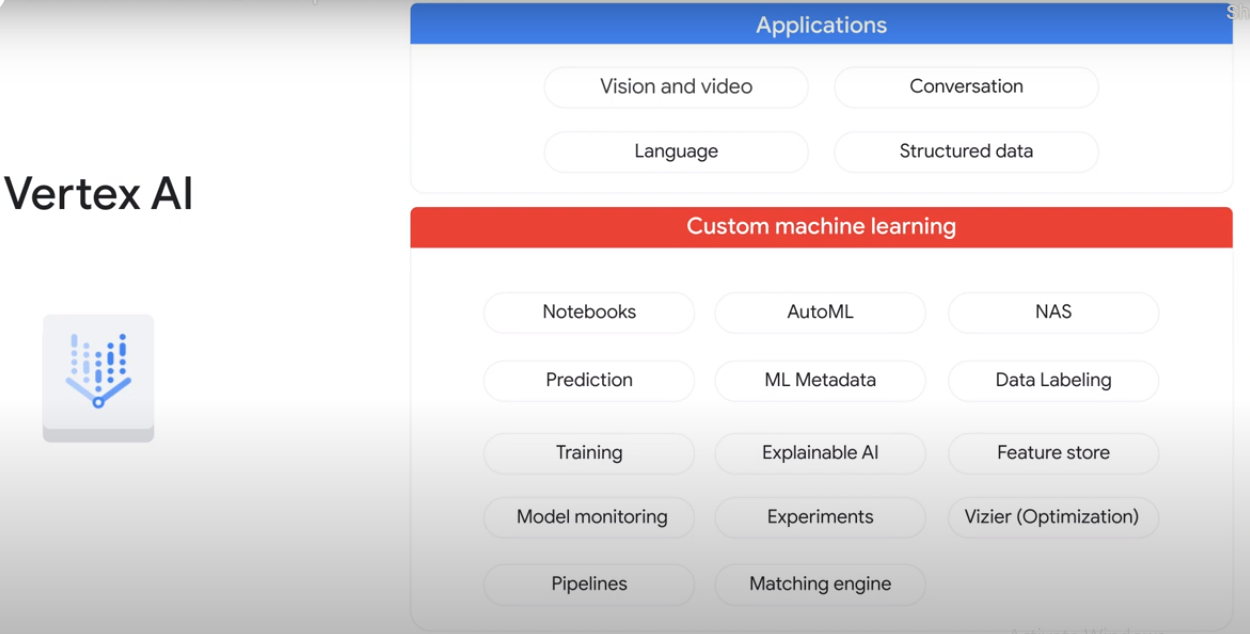 Applications
Vision and video
Conversation
Language
Structured data
Vertex AI
Custom machine learning
Notebooks
AutoML
NAS
Prediction
ML Metadata
Data Labeling
Training
Explainable AI
Feature store
Model monitoring
Experiments
Vizier (Optimization)
Pipelines
Matching engine